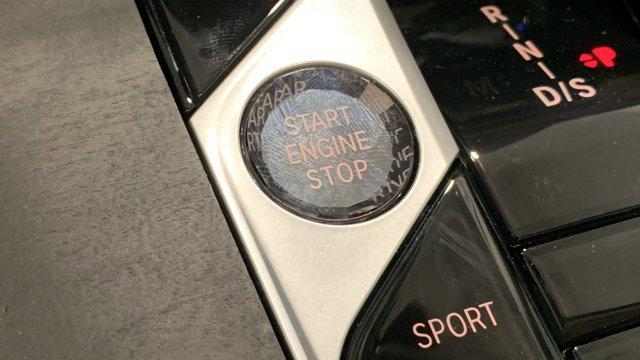 R
N
D/S
P
START
ENGINE
STOP
SPORT